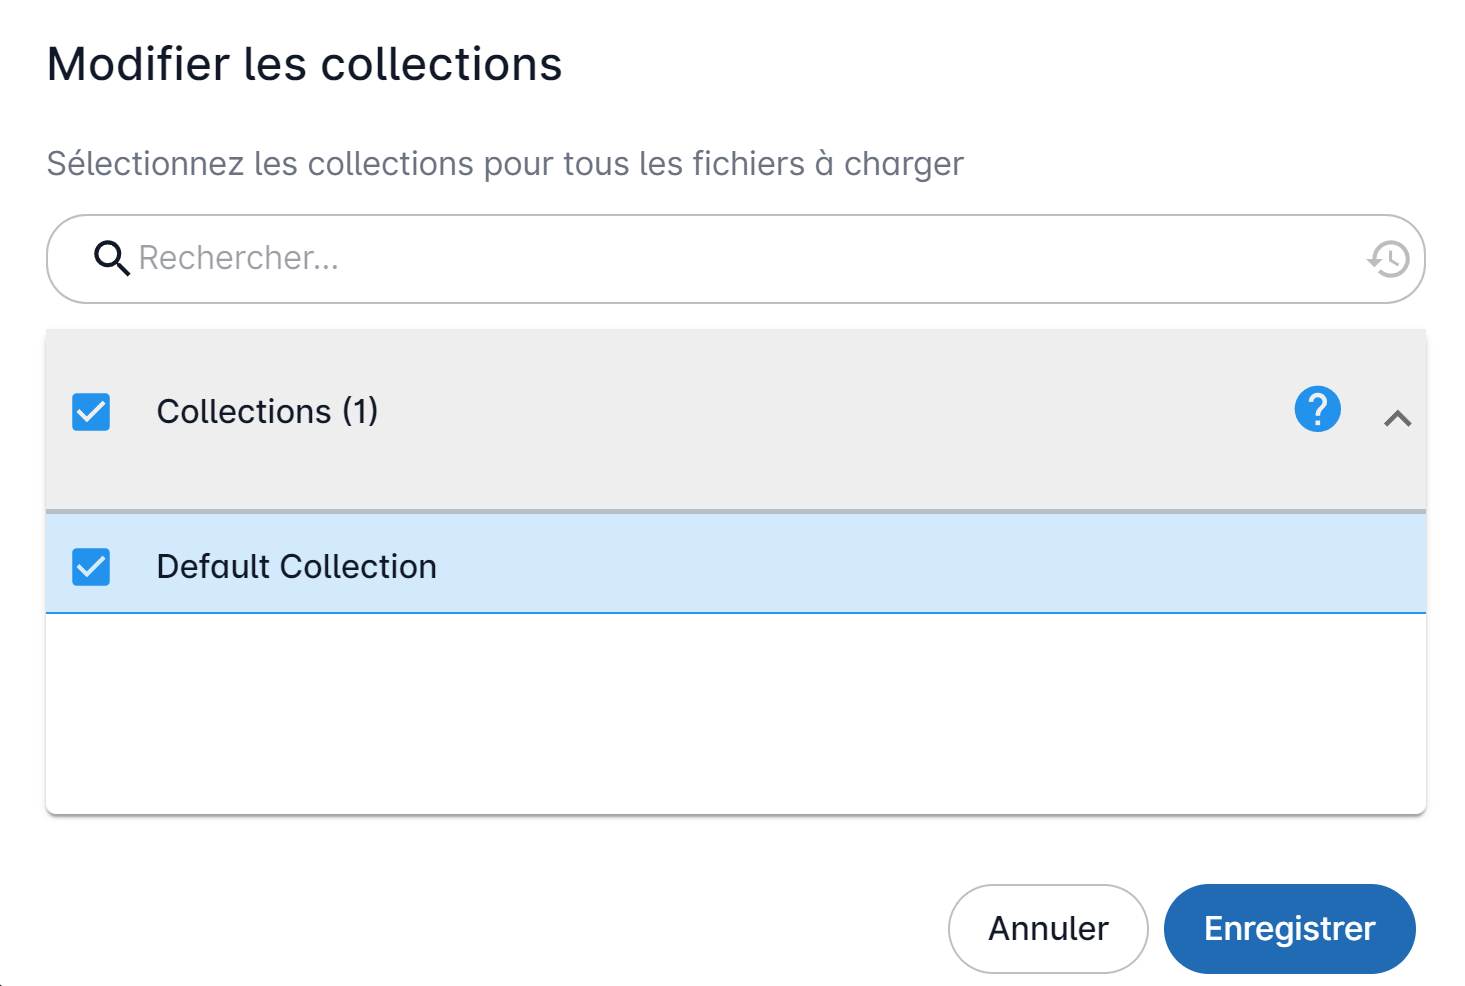 Modifier les collections
Sélectionnez les collections pour tous les fichiers à charger
Rechercher...
Collections (1)
?
Default Collection
Annuler
Enregistrer